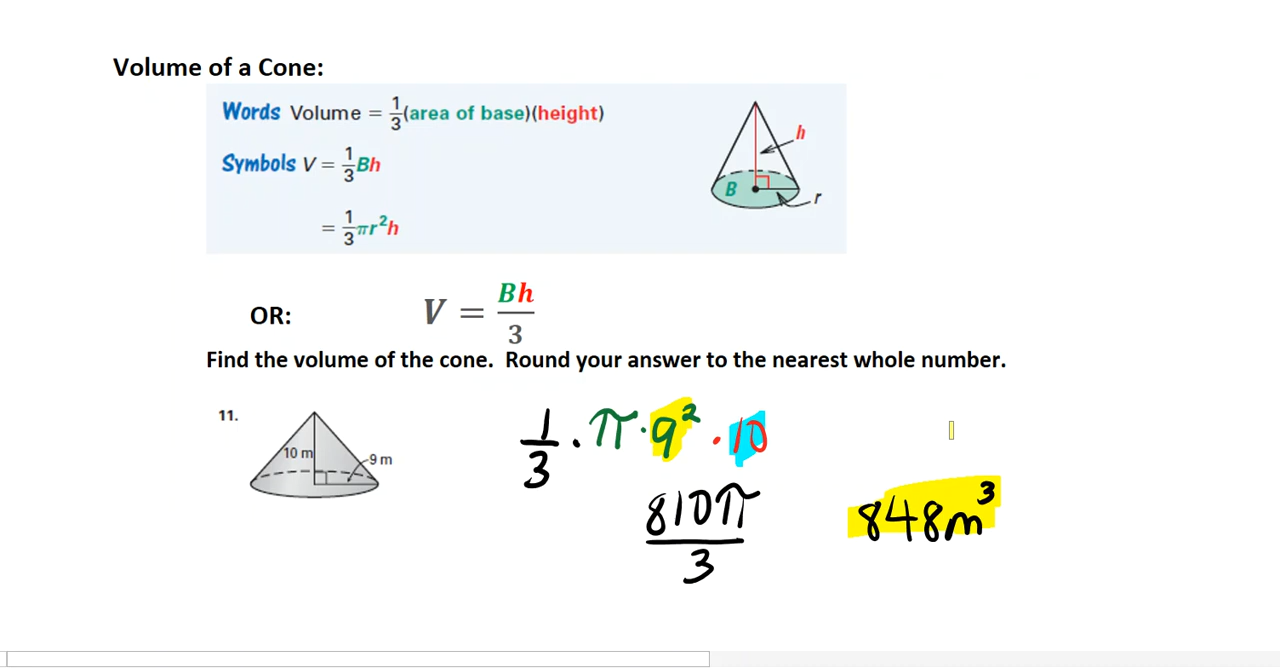 Volume of a Cone:
Words Volume = 1/3(area of base)(height)
Symbols V = 1/3Bh
= 1/3πr²h
h
B
r
OR: V = Bh/3
Find the volume of the cone. Round your answer to the nearest whole number.
11.
10 m
9 m
1/3 · π · 9² · 10
810π/3
848m³